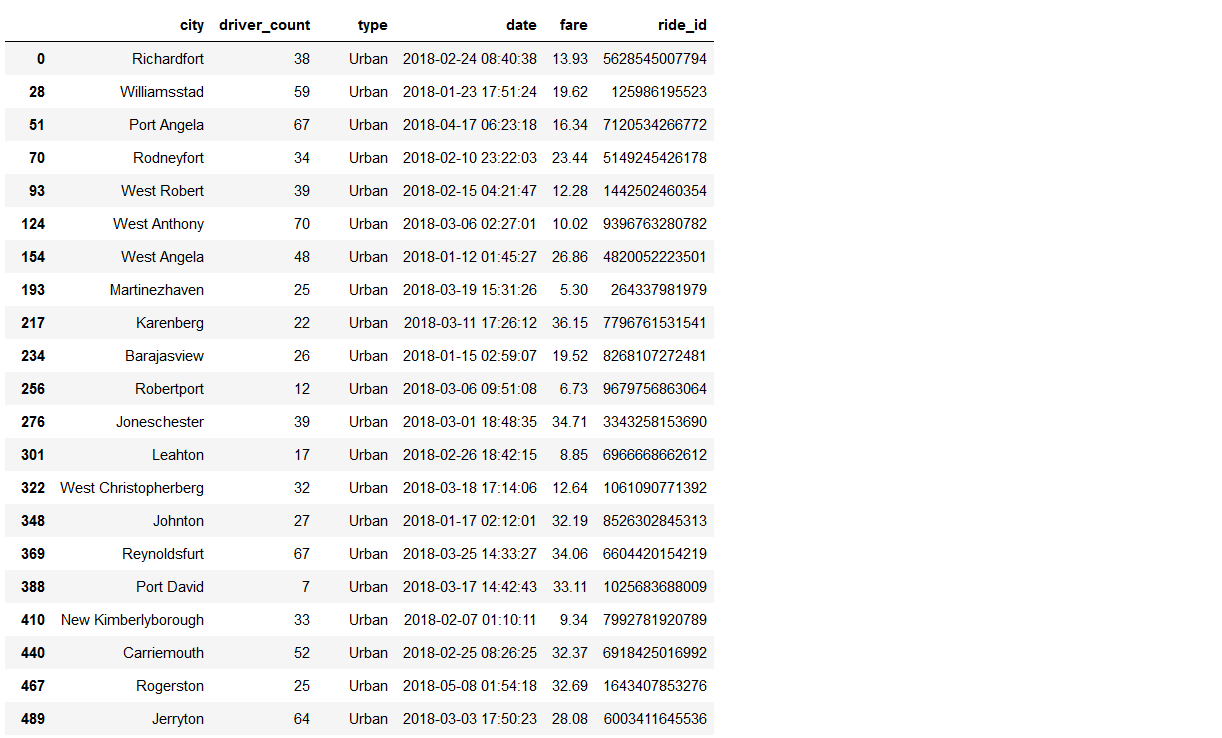 city driver_count type date fare ride_id
0 Richardfort 38 Urban 2018-02-24 08:40:38 13.93 5628545007794
28 Williamsstad 59 Urban 2018-01-23 17:51:24 19.62 125986195523
51 Port Angela 67 Urban 2018-04-17 06:23:18 16.34 7120534266772
70 Rodneyfort 34 Urban 2018-02-10 23:22:03 23.44 5149245426178
93 West Robert 39 Urban 2018-02-15 04:21:47 12.28 1442502460354
124 West Anthony 70 Urban 2018-03-06 02:27:01 10.02 9396763280782
154 West Angela 48 Urban 2018-01-12 01:45:27 26.86 4820052223501
193 Martinezhaven 25 Urban 2018-03-19 15:31:26 5.30 264337981979
217 Karenberg 22 Urban 2018-03-11 17:26:12 36.15 7796761531541
234 Barajasview 26 Urban 2018-01-15 02:59:07 19.52 8268107272481
256 Robertport 12 Urban 2018-03-06 09:51:08 6.73 9679756863064
276 Joneschester 39 Urban 2018-03-01 18:48:35 34.71 3343258153690
301 Leahton 17 Urban 2018-02-26 18:42:15 8.85 6966668662612
322 West Christopherberg 32 Urban 2018-03-18 17:14:06 12.64 1061090771392
348 Johnton 27 Urban 2018-01-17 02:12:01 32.19 8526302845313
369 Reynoldsfurt 67 Urban 2018-03-25 14:33:27 34.06 6604420154219
388 Port David 7 Urban 2018-03-17 14:42:43 33.11 1025683688009
410 New Kimberlyborough 33 Urban 2018-02-07 01:10:11 9.34 7992781920789
440 Carriemouth 52 Urban 2018-02-25 08:26:25 32.37 6918425016992
467 Rogerston 25 Urban 2018-05-08 01:54:18 32.69 1643407853276
489 Jerryton 64 Urban 2018-03-03 17:50:23 28.08 6003411645536